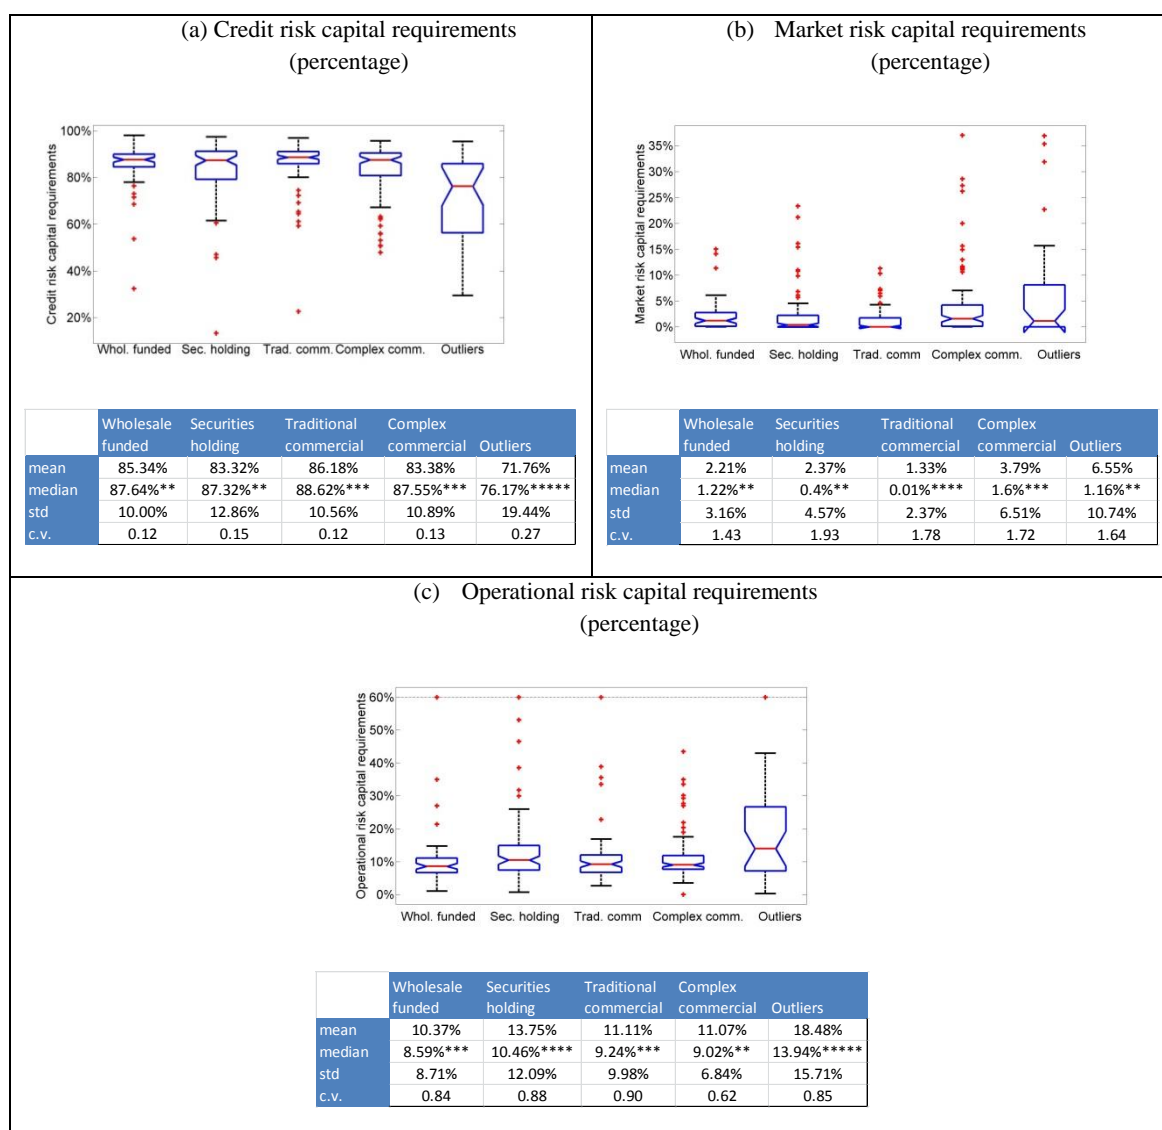 (a) Credit risk capital requirements
(percentage)
100%
80%
60%
40%
20%
Credit risk capital requirements
Whol. funded Sec. holding Trad. comm. Complex comm. Outliers
Wholesale Securities Traditional Complex
funded holding commercial commercial Outliers
mean 85.34% 83.32% 86.18% 83.38% 71.76%
median 87.64%** 87.32%** 88.62%*** 87.55%*** 76.17%*****
std 10.00% 12.86% 10.56% 10.89% 19.44%
c.v. 0.12 0.15 0.12 0.13 0.27
(b) Market risk capital requirements
(percentage)
35%
30%
25%
20%
15%
10%
5%
0%
Market risk capital requirements
Whol. funded Sec. holding Trad. comm Complex comm. Outliers
Wholesale Securities Traditional Complex
funded holding commercial commercial Outliers
mean 2.21% 2.37% 1.33% 3.79% 6.55%
median 1.22%** 0.4%** 0.01%**** 1.6%*** 1.16%**
std 3.16% 4.57% 2.37% 6.51% 10.74%
c.v. 1.43 1.93 1.78 1.72 1.64
(c) Operational risk capital requirements
(percentage)
60%
50%
40%
30%
20%
10%
0%
Operational risk capital requirements
Whol. funded Sec. holding Trad. comm Complex comm. Outliers
Wholesale Securities Traditional Complex
funded holding commercial commercial Outliers
mean 10.37% 13.75% 11.11% 11.07% 18.48%
median 8.59%*** 10.46%**** 9.24%*** 9.02%** 13.94%*****
std 8.71% 12.09% 9.98% 6.84% 15.71%
c.v. 0.84 0.88 0.90 0.62 0.85